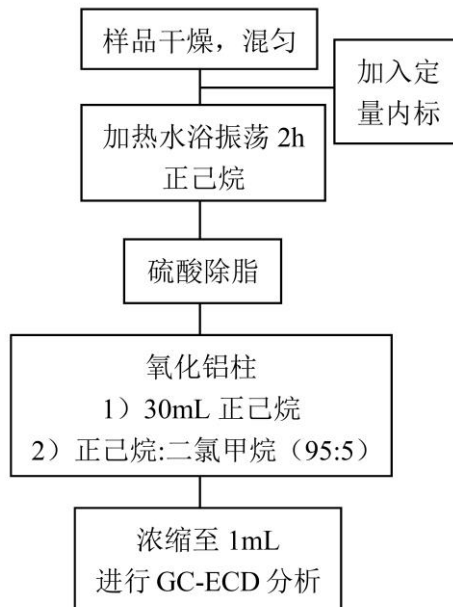 样品干燥，混匀
加入定
量内标
加热水浴振荡 2h
正己烷
硫酸除脂
氧化铝柱
1）30mL 正己烷
2）正己烷:二氯甲烷（95:5）
浓缩至 1mL
进行 GC-ECD 分析